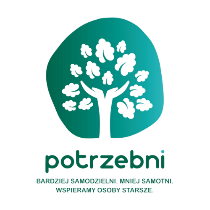 potrzebni
BARDZIEJ SAMODZIELNI. MNIEJ SAMOTNI.
WSPIERAMY OSOBY STARSZE.